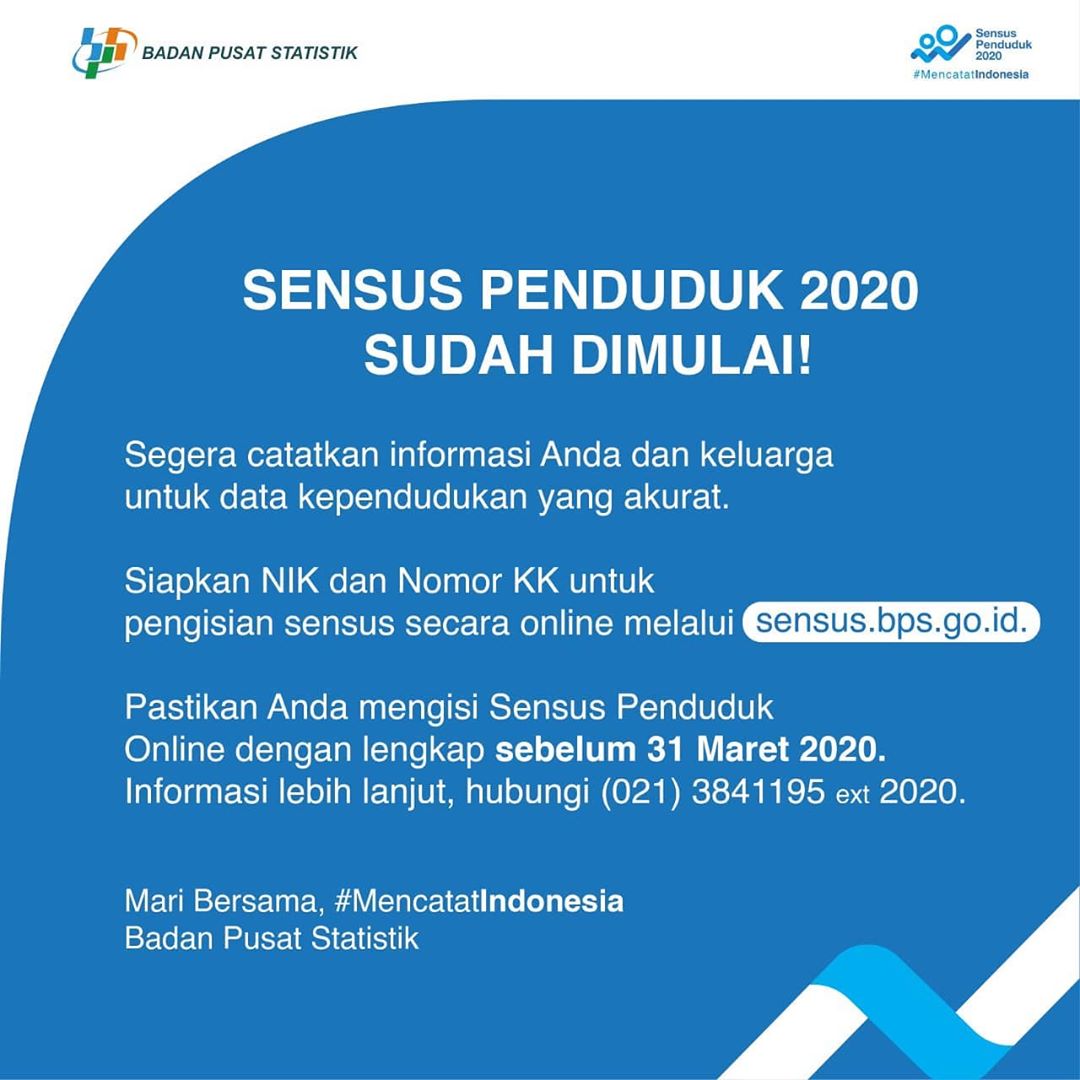 BADAN PUSAT STATISTIK
Sensus
Penduduk
2020
#MencatatIndonesia
SENSUS PENDUDUK 2020
SUDAH DIMULAI!
Segera catatkan informasi Anda dan keluarga
untuk data kependudukan yang akurat.
Siapkan NIK dan Nomor KK untuk
pengisian sensus secara online melalui sensus.bps.go.id.
Pastikan Anda mengisi Sensus Penduduk
Online dengan lengkap sebelum 31 Maret 2020.
Informasi lebih lanjut, hubungi (021) 3841195 ext 2020.
Mari Bersama, #MencatatIndonesia
Badan Pusat Statistik